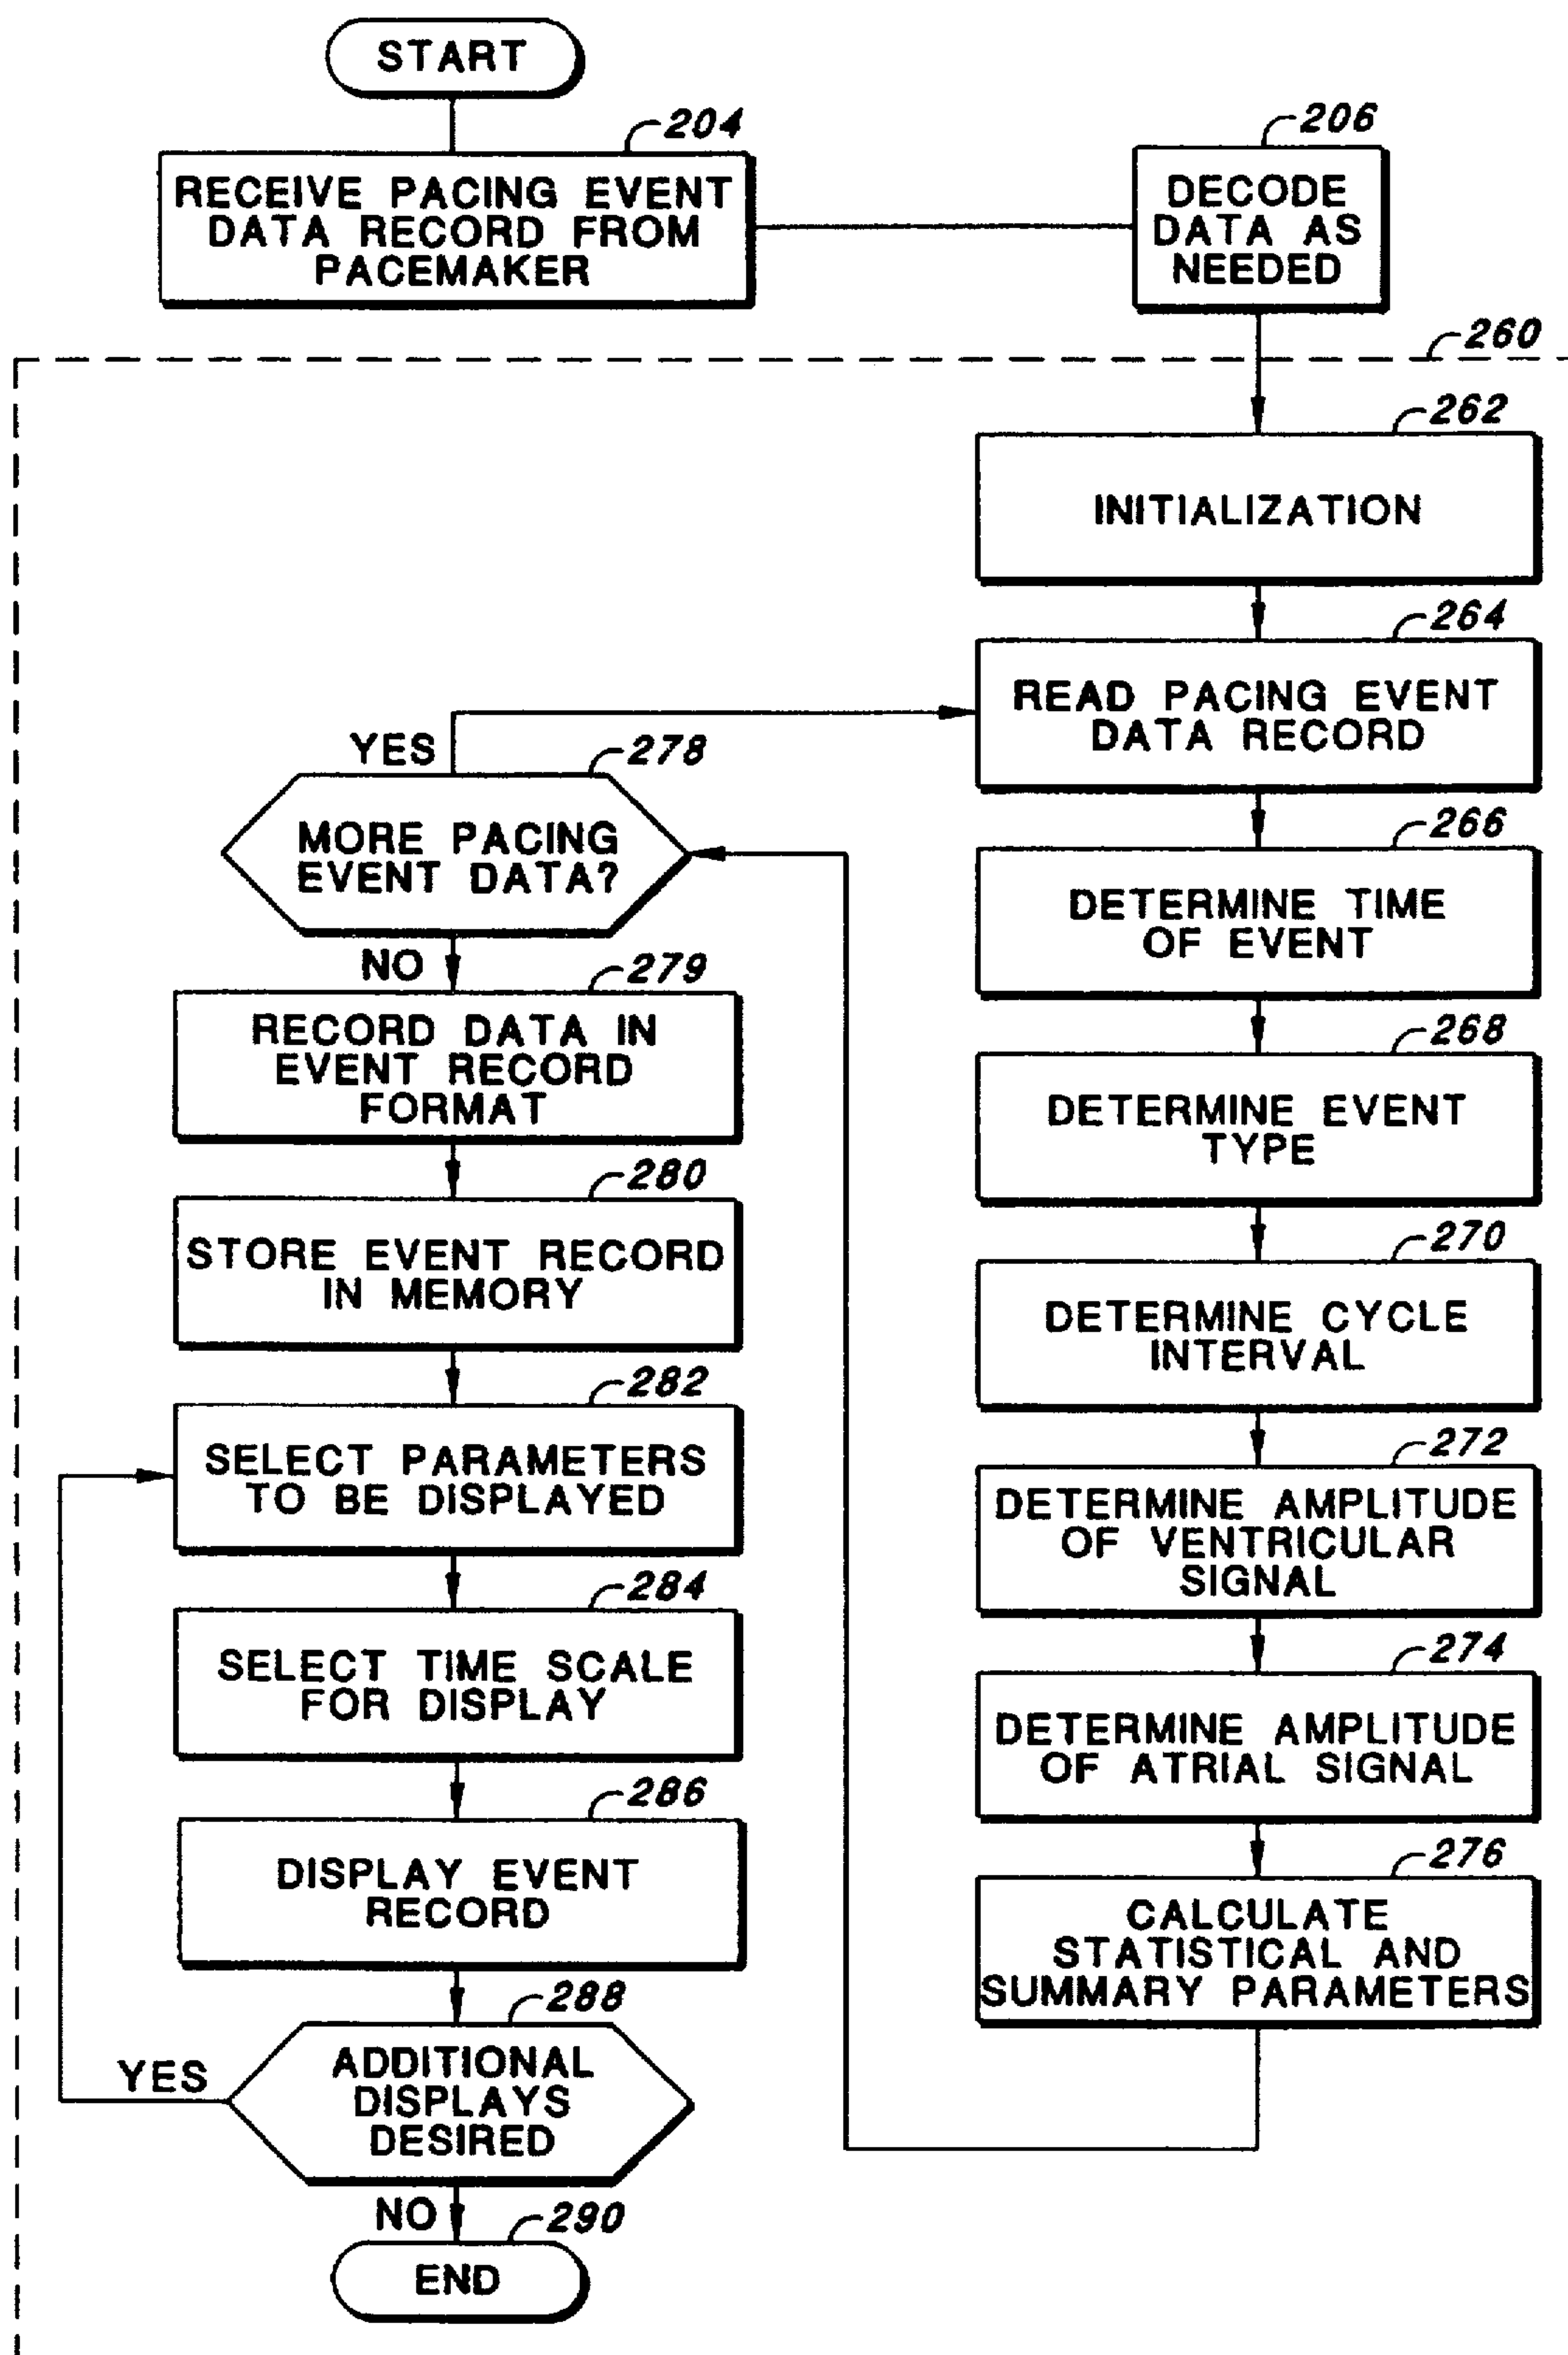 START
204
RECEIVE PACING EVENT
DATA RECORD FROM
PACEMAKER
206
DECODE
DATA AS
NEEDED
260
262
INITIALIZATION
264
READ PACING EVENT
DATA RECORD
266
DETERMINE TIME
OF EVENT
268
DETERMINE EVENT
TYPE
270
DETERMINE CYCLE
INTERVAL
272
DETERMINE AMPLITUDE
OF VENTRICULAR
SIGNAL
274
DETERMINE AMPLITUDE
OF ATRIAL SIGNAL
276
CALCULATE
STATISTICAL AND
SUMMARY PARAMETERS
YES
278
MORE PACING
EVENT DATA?
NO
279
RECORD DATA IN
EVENT RECORD
FORMAT
280
STORE EVENT RECORD
IN MEMORY
282
SELECT PARAMETERS
TO BE DISPLAYED
284
SELECT TIME SCALE
FOR DISPLAY
286
DISPLAY EVENT
RECORD
288
YES
ADDITIONAL
DISPLAYS
DESIRED
NO
290
END